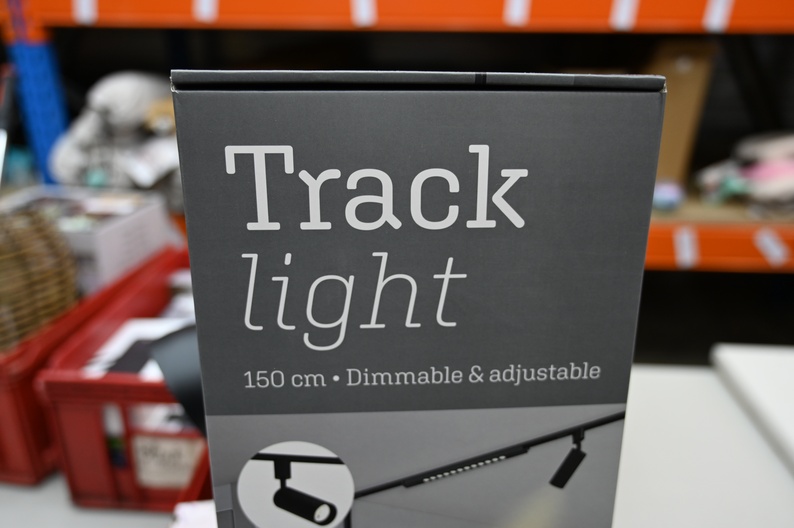 Track
light
150 cm • Dimmable & adjustable